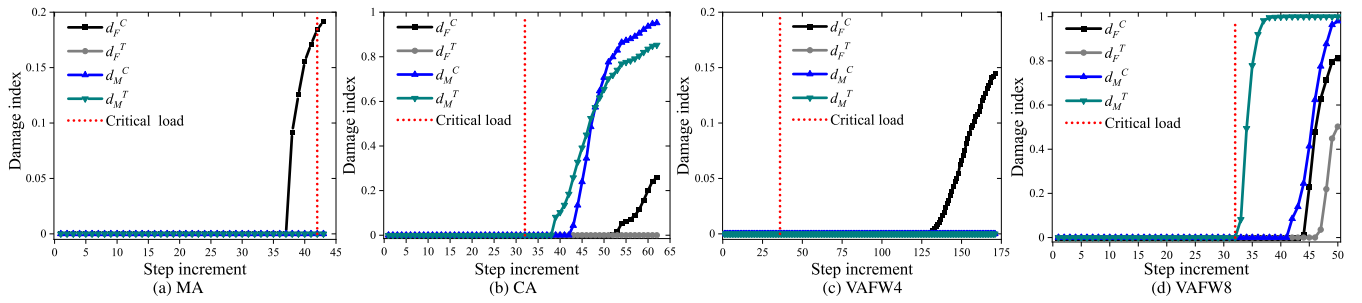 0.2
0.15
0.1
0.05
0
Damage index
d_F^C
d_F^T
d_M^C
d_M^T
Critical load
0 5 10 15 20 25 30 35 40 45
Step increment
(a) MA
1
0.8
0.6
0.4
0.2
0
Damage index
d_F^C
d_F^T
d_M^C
d_M^T
Critical load
0 5 10 15 20 25 30 35 40 45 50 55 60 65
Step increment
(b) CA
0.2
0.15
0.1
0.05
0
Damage index
d_F^C
d_F^T
d_M^C
d_M^T
Critical load
0 25 50 75 100 125 150 175
Step increment
(c) VAFW4
1
0.8
0.6
0.4
0.2
0
Damage index
d_F^C
d_F^T
d_M^C
d_M^T
Critical load
0 5 10 15 20 25 30 35 40 45 50
Step increment
(d) VAFW8